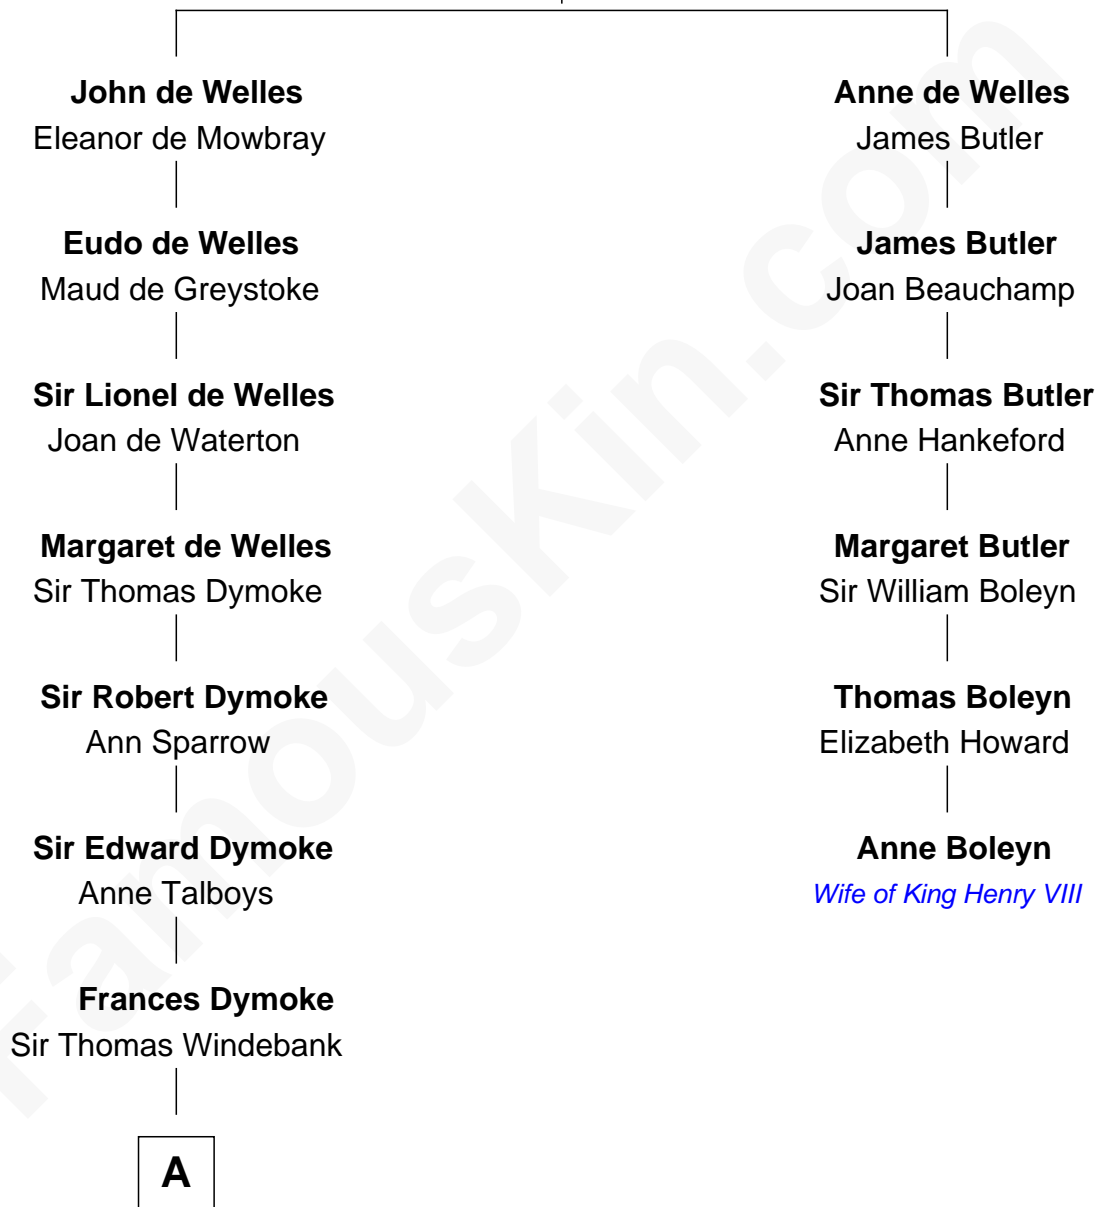 John de Welles
Eleanor de Mowbray
Eudo de Welles
Maud de Greystoke
Sir Lionel de Welles
Joan de Waterton
Margaret de Welles
Sir Thomas Dymoke
Sir Robert Dymoke
Ann Sparrow
Sir Edward Dymoke
Anne Talboys
Frances Dymoke
Sir Thomas Windebank
A
Anne de Welles
James Butler
James Butler
Joan Beauchamp
Sir Thomas Butler
Anne Hankeford
Margaret Butler
Sir William Boleyn
Thomas Boleyn
Elizabeth Howard
Anne Boleyn
Wife of King Henry VIII
FamousKin.com